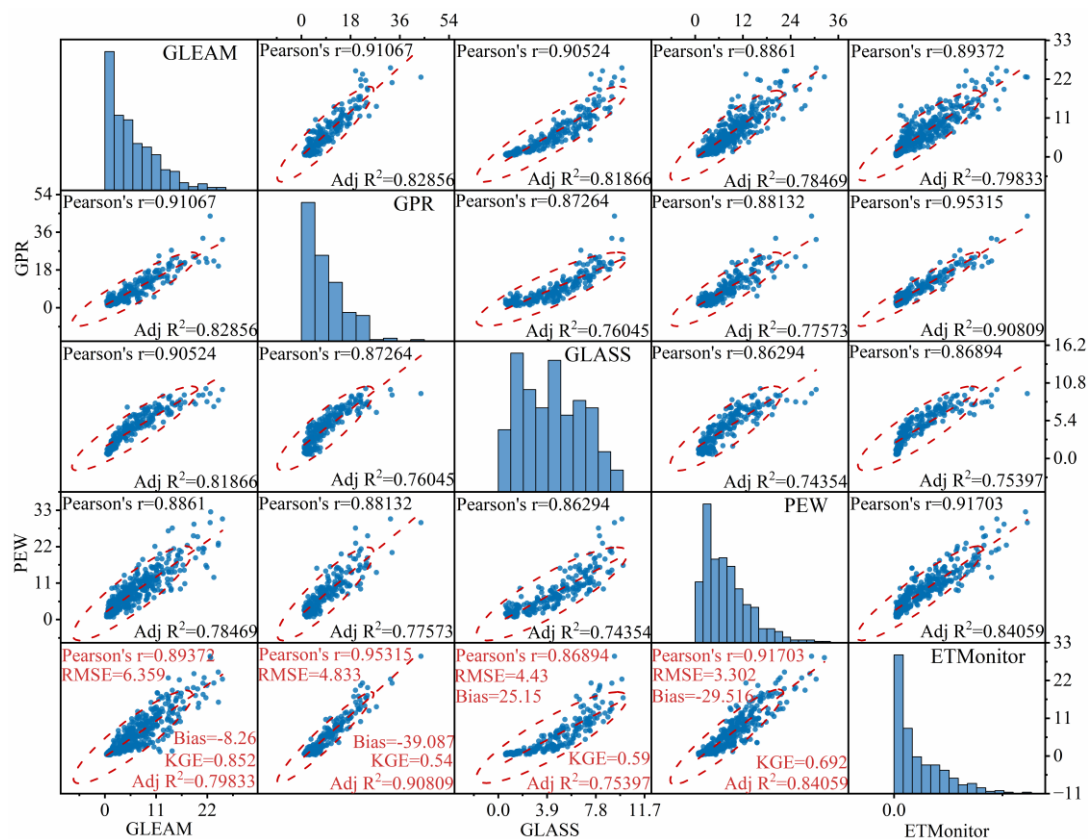 0 18 36 54
0 12 24 36
GLEAM
Pearson's r=0.91067
Adj R²=0.82856
Pearson's r=0.90524
Adj R²=0.81866
Pearson's r=0.8861
Adj R²=0.78469
Pearson's r=0.89372
Adj R²=0.79833
33
22
11
0
54
36
18
0
GPR
Pearson's r=0.91067
Adj R²=0.82856
GPR
Pearson's r=0.87264
Adj R²=0.76045
Pearson's r=0.88132
Adj R²=0.77573
Pearson's r=0.95315
Adj R²=0.90809
Pearson's r=0.90524
Adj R²=0.81866
Pearson's r=0.87264
Adj R²=0.76045
GLASS
Pearson's r=0.86294
Adj R²=0.74354
Pearson's r=0.86894
Adj R²=0.75397
16.2
10.8
5.4
0.0
33
22
11
0
PEW
Pearson's r=0.8861
Adj R²=0.78469
Pearson's r=0.88132
Adj R²=0.77573
Pearson's r=0.86294
Adj R²=0.74354
PEW
Pearson's r=0.91703
Adj R²=0.84059
Pearson's r=0.89372
RMSE=6.359
Bias=-8.26
KGE=0.852
Adj R²=0.79833
Pearson's r=0.95315
RMSE=4.833
Bias=-39.087
KGE=0.54
Adj R²=0.90809
Pearson's r=0.86894
RMSE=4.43
Bias=25.15
KGE=0.59
Adj R²=0.75397
Pearson's r=0.91703
RMSE=3.302
Bias=-29.516
KGE=0.692
Adj R²=0.84059
ETMonitor
33
22
11
0
-11
0 11 22
GLEAM
0.0 3.9 7.8 11.7
GLASS
0.0
ETMonitor